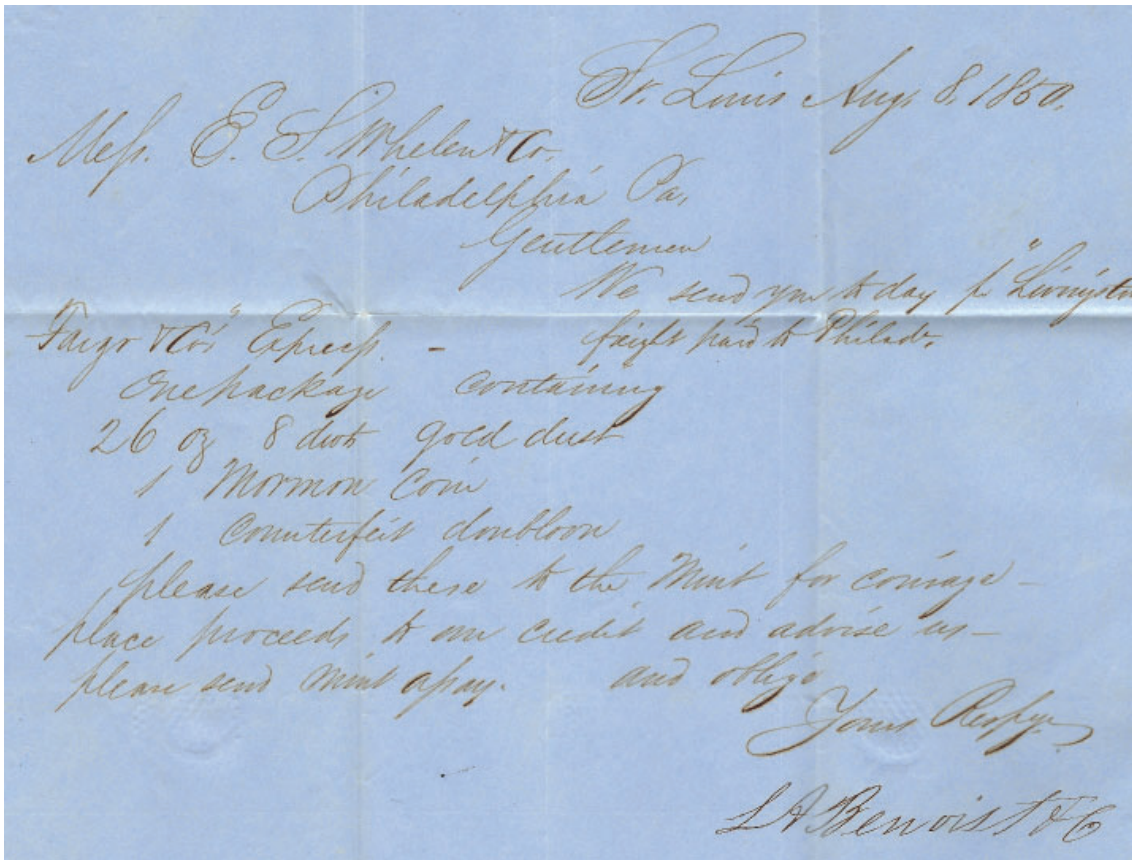 St. Louis Aug. 8. 1850.
Mess. E. S. Whelen & Co.
Philadelphia Pa.
Gentlemen
We send you to day pr "Livingston
Fargo & Co's" Express. - freight paid to Philada.
One package containing
26 oz 8 dwts gold dust
1 Mormon Coin
1 Counterfeit doubloon
please send these to the Mint for coinage -
place proceeds to our credit and advise us -
please send Mint assay. and oblige
Yours Respy.
L A Benoist & Co